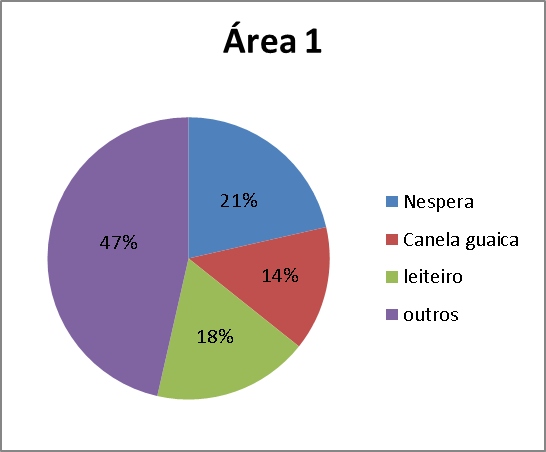 Área 1
21%
14%
18%
47%
Nespera
Canela guaica
leiteiro
outros